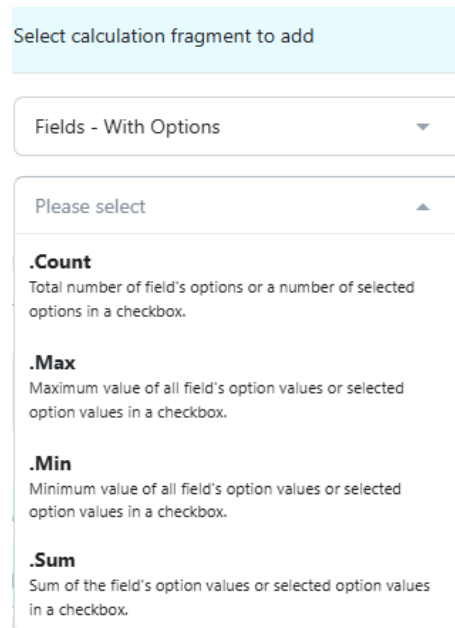 Select calculation fragment to add
Fields - With Options
Please select
.Count
Total number of field's options or a number of selected
options in a checkbox.
.Max
Maximum value of all field's option values or selected
option values in a checkbox.
.Min
Minimum value of all field's option values or selected
option values in a checkbox.
.Sum
Sum of the field's option values or selected option values
in a checkbox.